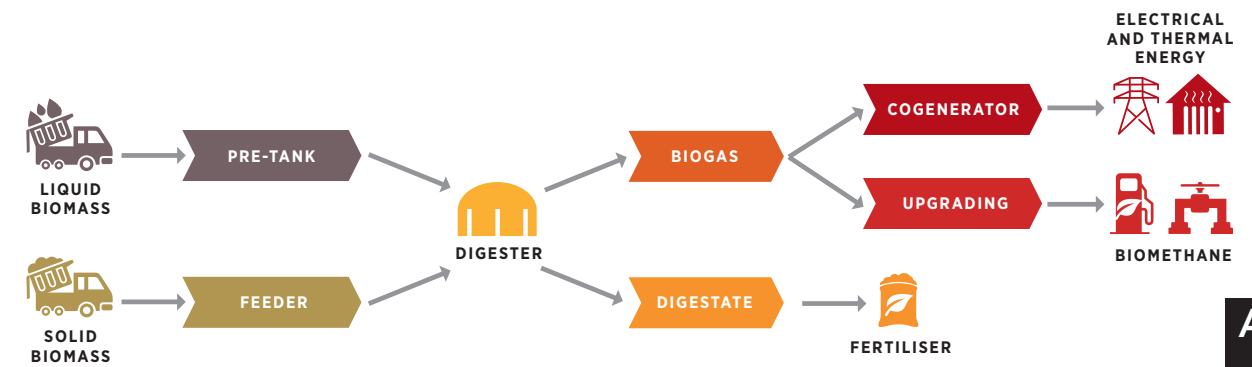 ELECTRICAL
AND THERMAL
ENERGY
COGENERATOR
PRE-TANK
BIOGAS
LIQUID
BIOMASS
UPGRADING
DIGESTER
BIOMETHANE
FEEDER
DIGESTATE
SOLID
BIOMASS
FERTILISER